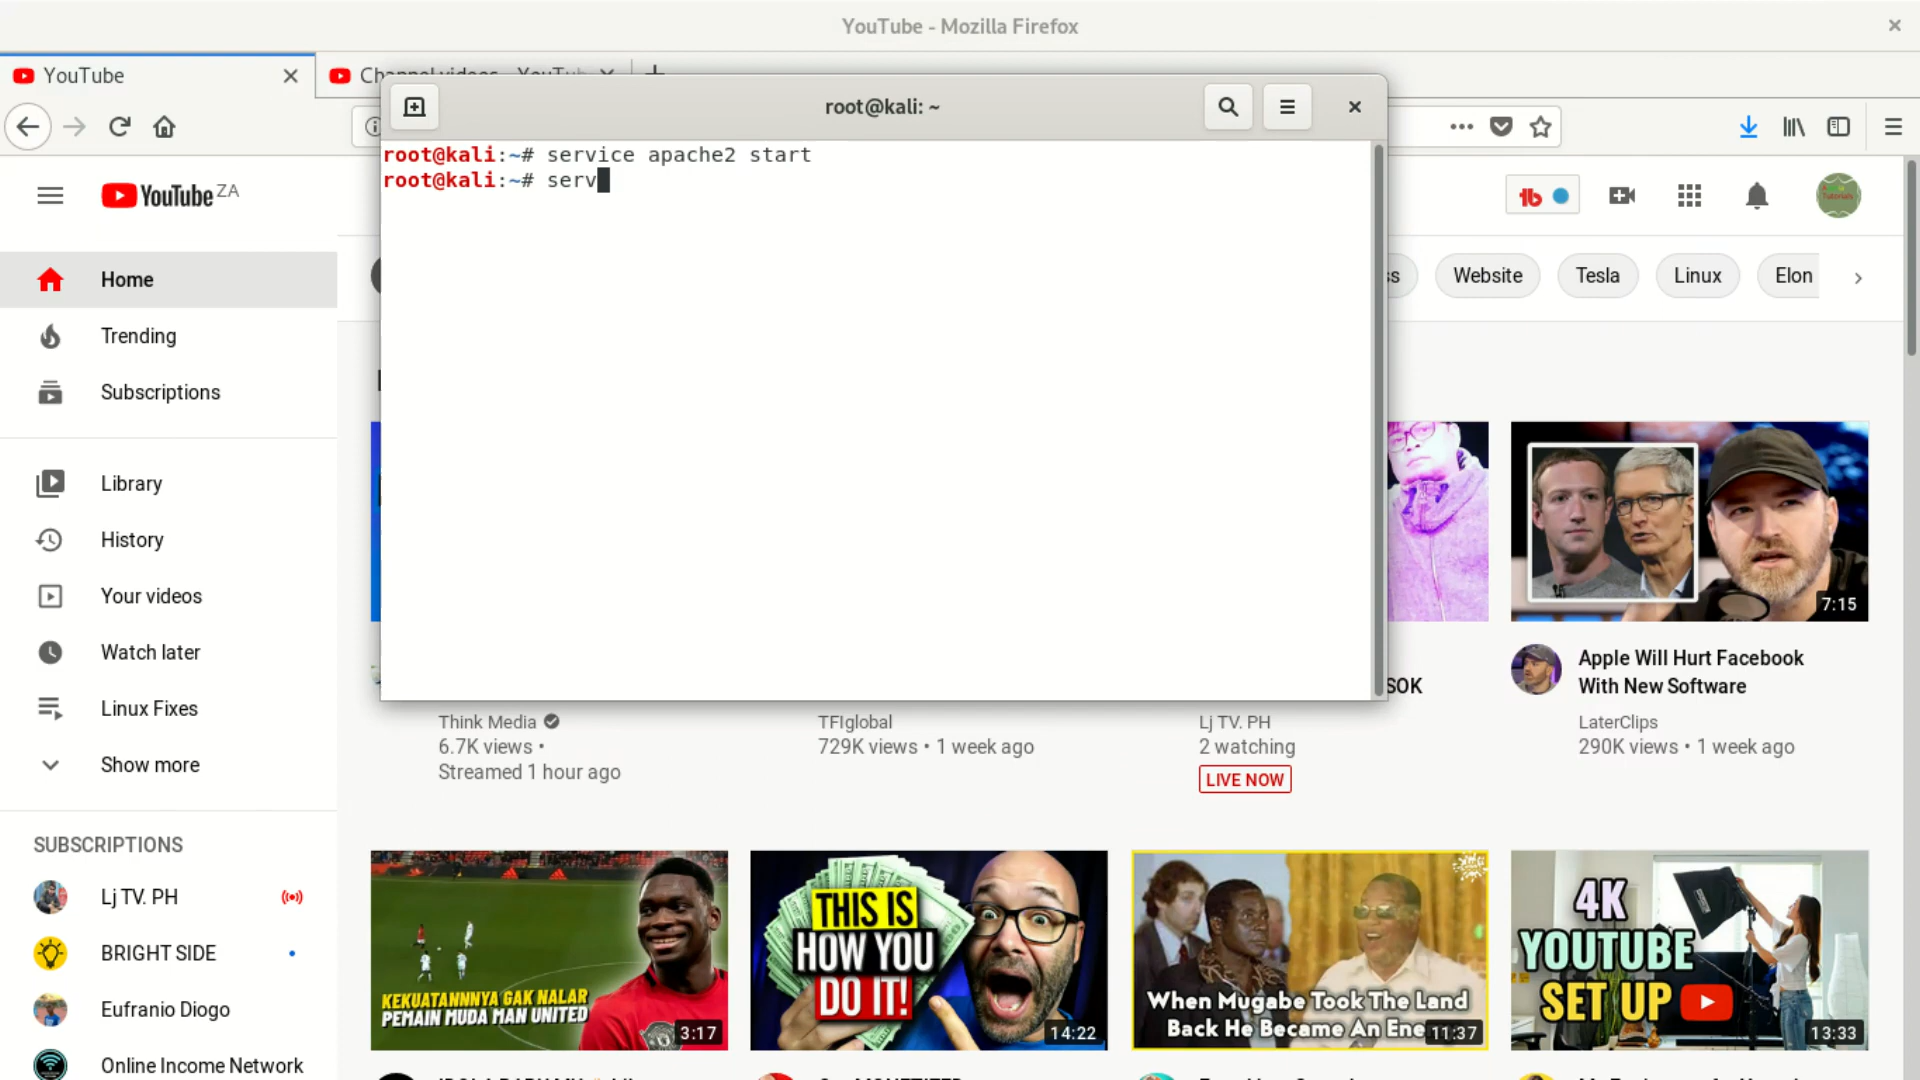 YouTube - Mozilla Firefox
YouTube
Channel videos - YouTub
root@kali: ~
root@kali:~# service apache2 start
root@kali:~# serv
YouTube ZA
Home
Trending
Subscriptions
Library
History
Your videos
Watch later
Linux Fixes
Show more
SUBSCRIPTIONS
Lj TV. PH
BRIGHT SIDE
Eufranio Diogo
Online Income Network
Website
Tesla
Linux
Elon
7:15
SOK
Apple Will Hurt Facebook
With New Software
Think Media
6.7K views •
Streamed 1 hour ago
TFIglobal
729K views • 1 week ago
Lj TV. PH
2 watching
LIVE NOW
LaterClips
290K views • 1 week ago
KEKUATANNNYA GAK NALAR
PEMAIN MUDA MAN UNITED
3:17
THIS IS
HOW YOU
DO IT!
14:22
When Mugabe Took The Land
Back He Became An Ene
11:37
4K
YOUTUBE
SET UP
13:33